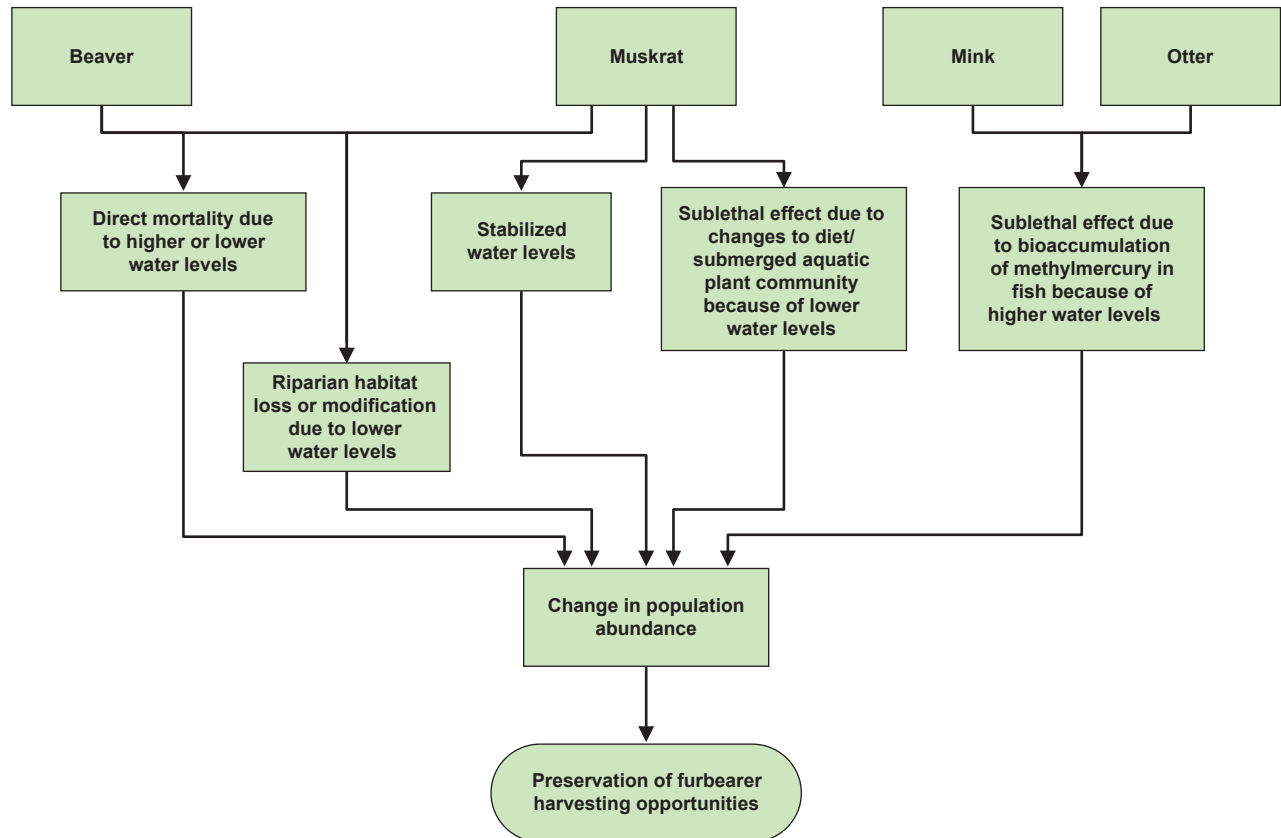 Beaver
Muskrat
Mink
Otter
Direct mortality due
to higher or lower
water levels
Stabilized
water levels
Sublethal effect due to
changes to diet/
submerged aquatic
plant community
because of lower
water levels
Sublethal effect due
to bioaccumulation
of methylmercury in
fish because of
higher water levels
Riparian habitat
loss or modification
due to lower
water levels
Change in population
abundance
Preservation of furbearer
harvesting opportunities